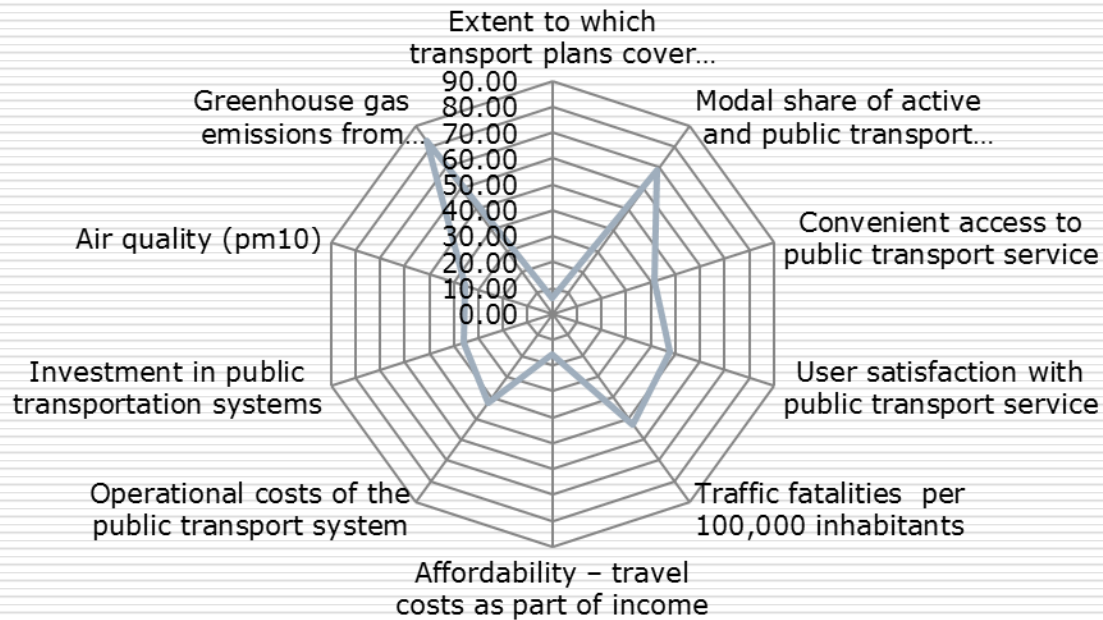 Extent to which
transport plans cover…
90.00
80.00
70.00
60.00
50.00
40.00
30.00
20.00
10.00
0.00
Modal share of active
and public transport…
Convenient access to
public transport service
User satisfaction with
public transport service
Traffic fatalities  per
100,000 inhabitants
Affordability – travel
costs as part of income
Operational costs of the
public transport system
Investment in public
transportation systems
Air quality (pm10)
Greenhouse gas
emissions from…